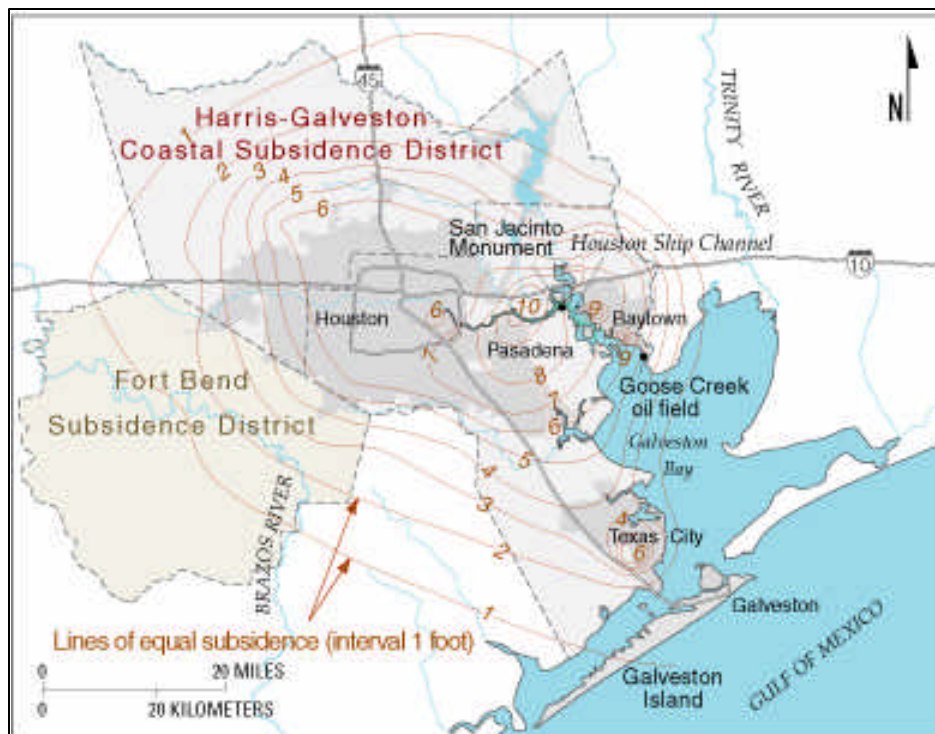 45
Harris-Galveston
Coastal Subsidence District
N
TRINITY RIVER
1
2
3
4
5
6
San Jacinto
Monument
Houston Ship Channel
10
10
9
6
Houston
Baytown
7
Pasadena
9
8
Goose Creek
oil field
7
6
Fort Bend
Subsidence District
Galveston
Bay
5
4
3
BRAZOS RIVER
4
Texas City
2
6
1
Galveston
Lines of equal subsidence (interval 1 foot)
0 20 MILES
0 20 KILOMETERS
Galveston
Island
GULF OF MEXICO